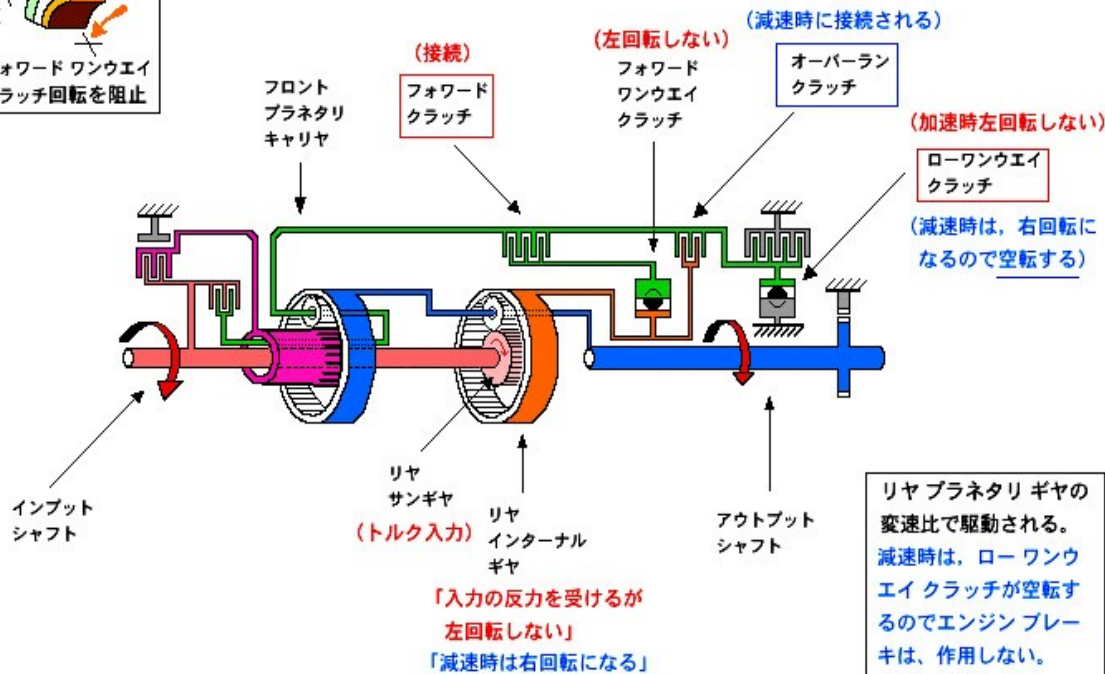 ォワード ワンウエイ
ラッチ回転を阻止
フロント
プラネタリ
キャリヤ
(接続)
フォワード
クラッチ
(左回転しない)
フォワード
ワンウエイ
クラッチ
(減速時に接続される)
オーバーラン
クラッチ
(加速時左回転しない)
ローワンウエイ
クラッチ
(減速時は，右回転に
なるので空転する)
インプット
シャフト
リヤ
サンギヤ
(トルク入力)
リヤ
インターナル
ギヤ
「入力の反力を受けるが
左回転しない」
「減速時は右回転になる」
アウトプット
シャフト
リヤ プラネタリ ギヤの
変速比で駆動される。
減速時は，ロー ワンウ
エイ クラッチが空転す
るのでエンジン ブレー
キは、作用しない。